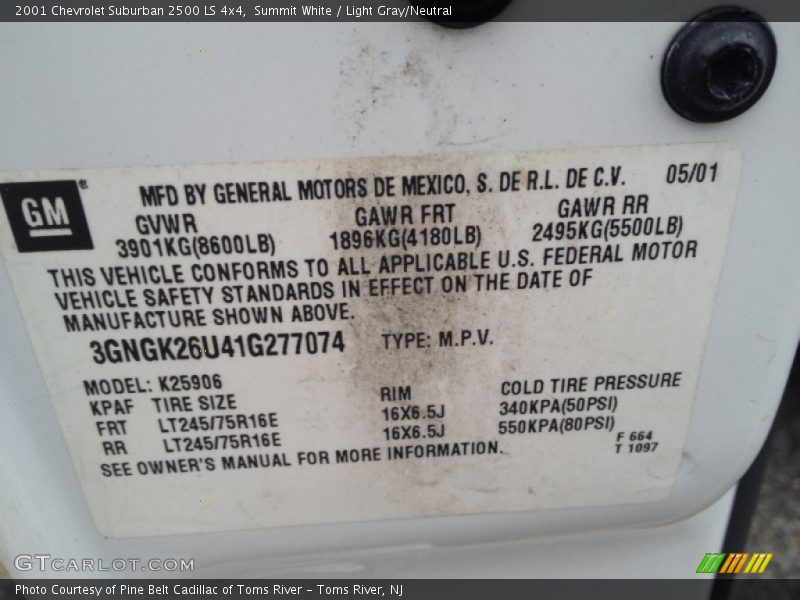 2001 Chevrolet Suburban 2500 LS 4x4,  Summit White / Light Gray/Neutral
GM®
MFD BY GENERAL MOTORS DE MEXICO, S. DE R.L. DE C.V. 05/01
GVWR GAWR FRT GAWR RR
3901KG(8600LB) 1896KG(4180LB) 2495KG(5500LB)
THIS VEHICLE CONFORMS TO ALL APPLICABLE U.S. FEDERAL MOTOR
VEHICLE SAFETY STANDARDS IN EFFECT ON THE DATE OF
MANUFACTURE SHOWN ABOVE.
3GNGK26U41G277074 TYPE: M.P.V.
MODEL: K25906
KPAF TIRE SIZE RIM COLD TIRE PRESSURE
FRT LT245/75R16E 16X6.5J 340KPA(50PSI)
RR LT245/75R16E 16X6.5J 550KPA(80PSI)
SEE OWNER'S MANUAL FOR MORE INFORMATION.
F 664
T 1097
GTcarlot.com
Photo Courtesy of Pine Belt Cadillac of Toms River – Toms River, NJ